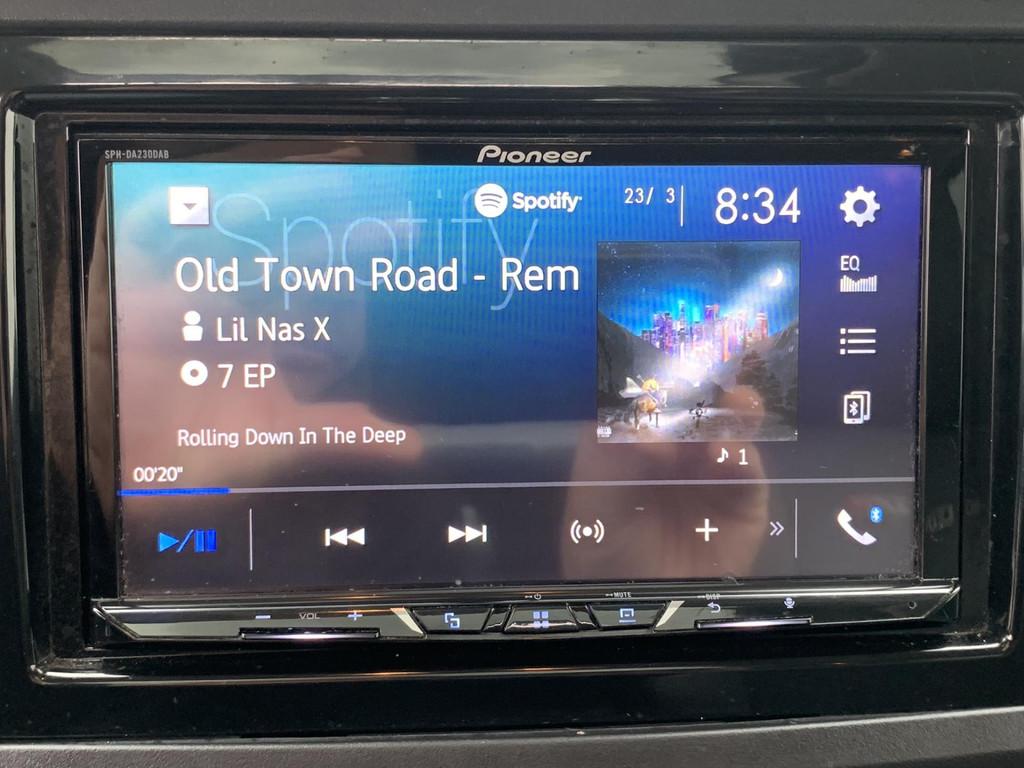 SPH-DA230DAB
Pioneer
Spotify
Spotify
23/ 3
8:34
Old Town Road - Rem
EQ
Lil Nas X
7 EP
Rolling Down In The Deep
1
00'20"
VOL
MUTE
DISP